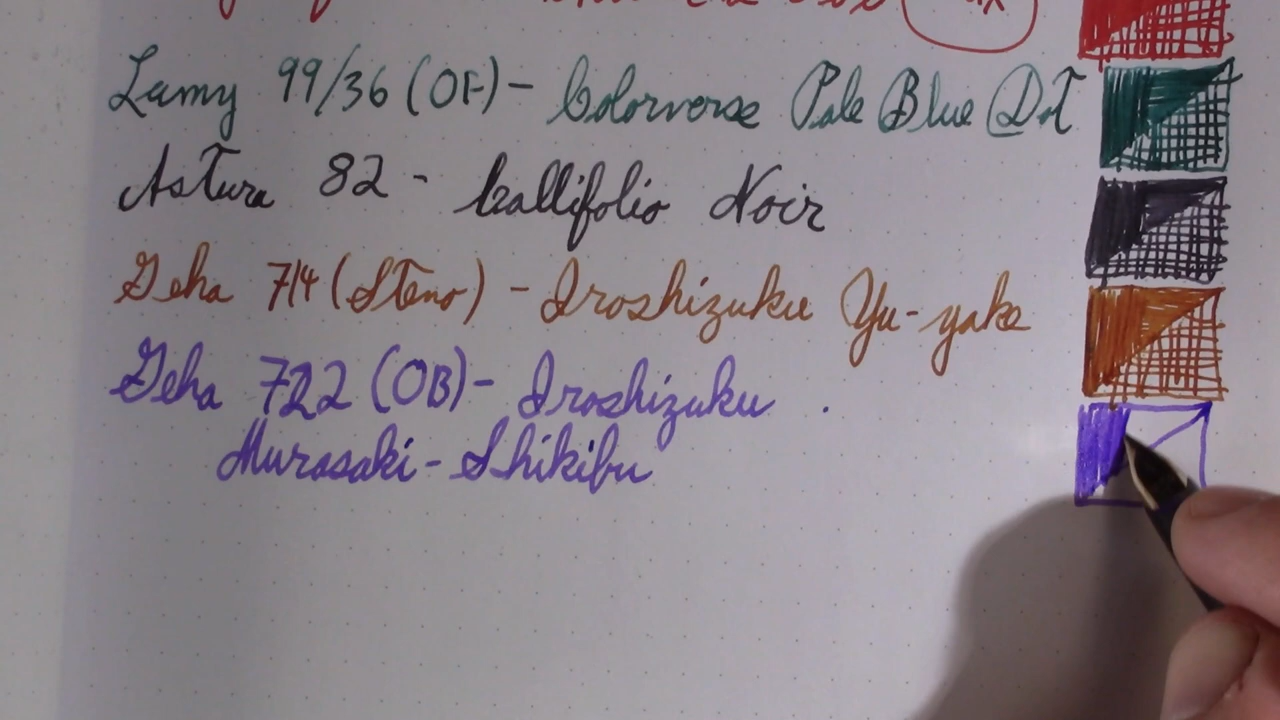 Lamy 99/36 (OF) - Colorverse Pale Blue Dot
Astura 82 - Callifolio Noir
Geha 714 (Steno) - Iroshizuku Yu-yake
Geha 722 (OB) - Iroshizuku .
Murasaki-Shikibu